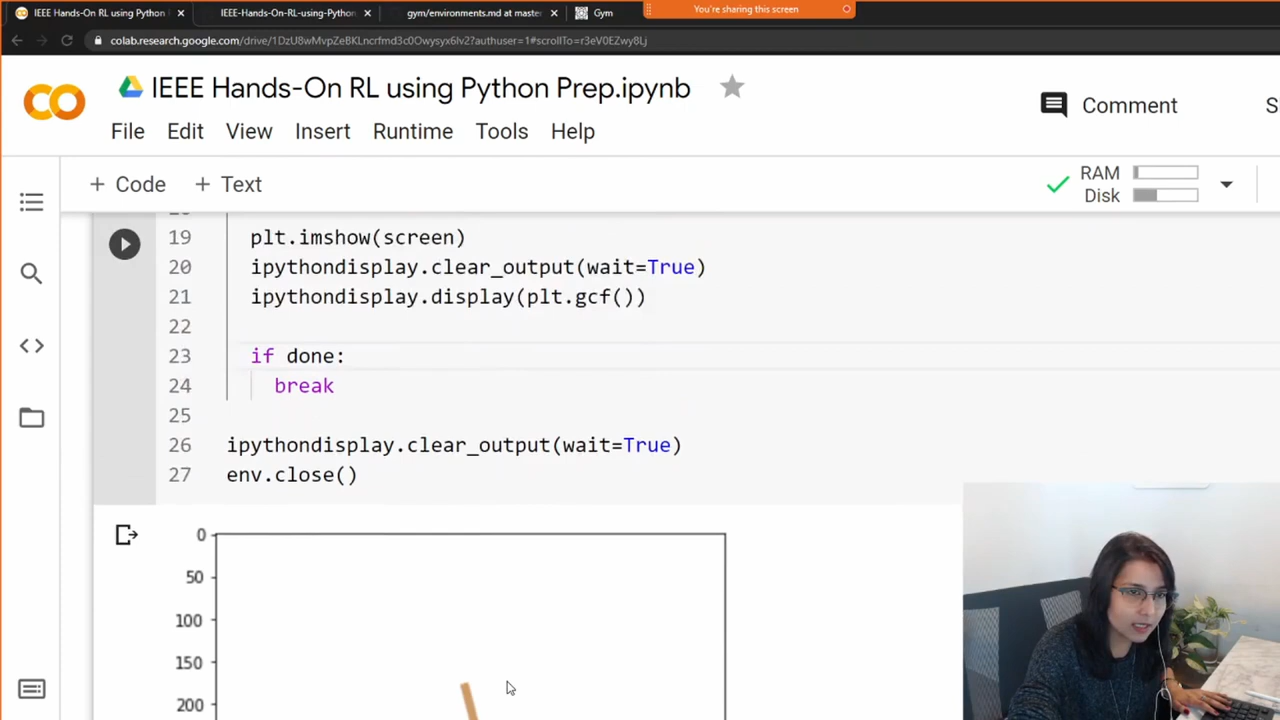 IEEE Hands-On RL using Python
IEEE-Hands-On-RL-using-Python-
gym/environments.md at master
Gym
You're sharing this screen
colab.research.google.com/drive/1DzU8wMvpZeBKLncrfmd3c0Owysyx6lv2?authuser=1#scrollTo=r3eV0EZwy8Lj
IEEE Hands-On RL using Python Prep.ipynb
Comment
S
File Edit View Insert Runtime Tools Help
+ Code + Text
RAM
Disk
19 plt.imshow(screen)
20 ipythondisplay.clear_output(wait=True)
21 ipythondisplay.display(plt.gcf())
22
23 if done:
24 break
25
26 ipythondisplay.clear_output(wait=True)
27 env.close()
0
50
100
150
200